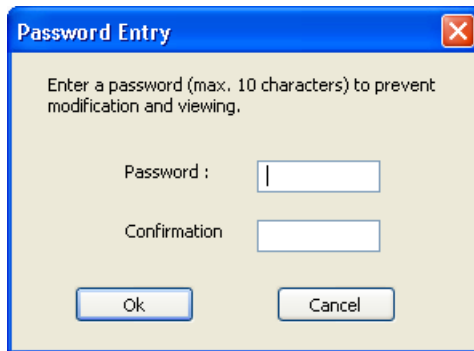 Password Entry
Enter a password (max. 10 characters) to prevent
modification and viewing.
Password :
Confirmation
Ok
Cancel